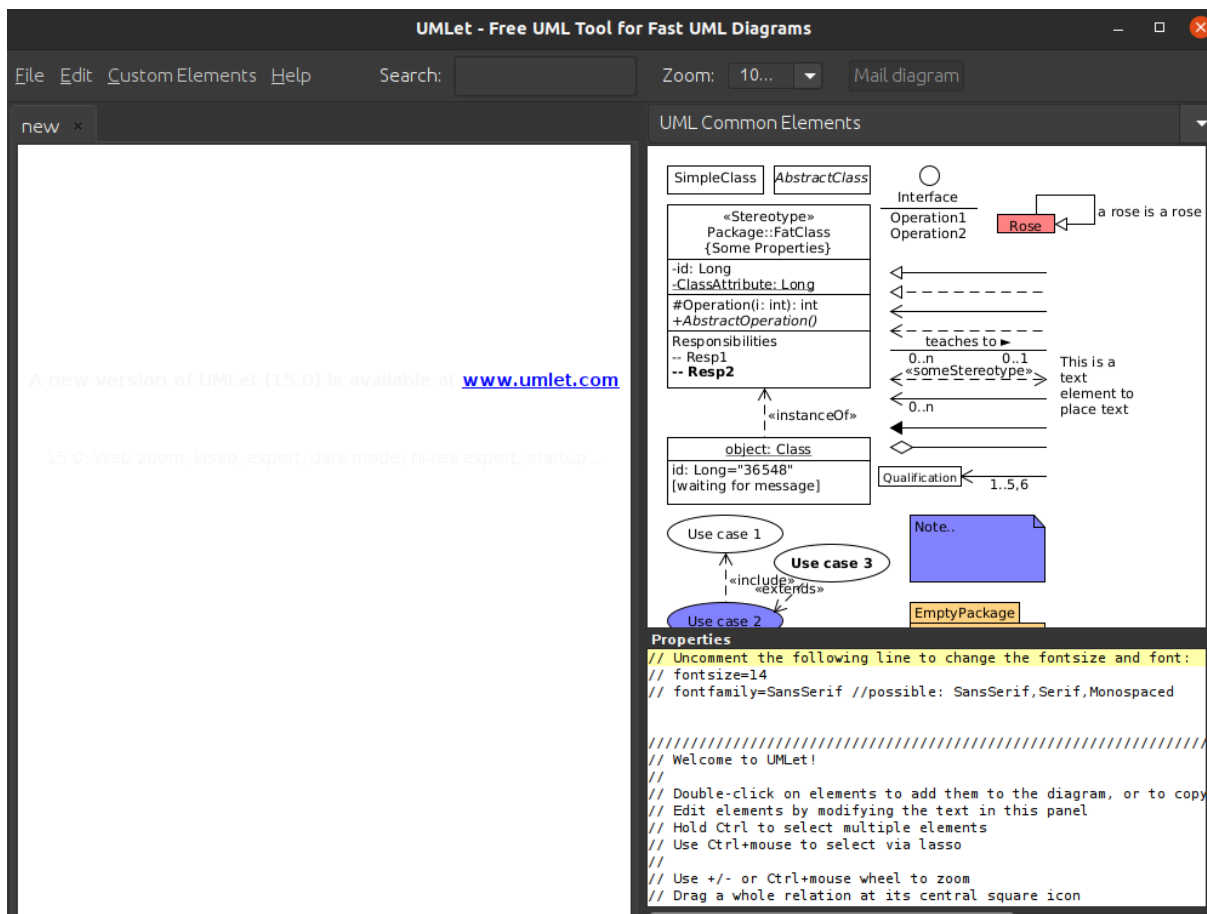 UMLet - Free UML Tool for Fast UML Diagrams
File Edit Custom Elements Help Search: Zoom: 10... Mail diagram
new ×
UML Common Elements
A new version of UMLet (15.0) is available at www.umlet.com
15.0: Web zoom, lasso, export, dark mode; hi-res export; startup...
SimpleClass
AbstractClass
Interface
Operation1
Operation2
Rose
a rose is a rose
«Stereotype»
Package::FatClass
{Some Properties}
-id: Long
-ClassAttribute: Long
#Operation(i: int): int
+AbstractOperation()
Responsibilities
-- Resp1
-- Resp2
teaches to ►
0..n 0..1
«someStereotype»
0..n
This is a
text
element to
place text
«instanceOf»
object: Class
id: Long="36548"
[waiting for message]
Qualification
1..5,6
Use case 1
Use case 3
«include»
«extends»
Use case 2
Note..
EmptyPackage
Properties
// Uncomment the following line to change the fontsize and font:
// fontsize=14
// fontfamily=SansSerif //possible: SansSerif,Serif,Monospaced
//////////////////////////////////////////////////////////////////
// Welcome to UMLet!
//
// Double-click on elements to add them to the diagram, or to copy
// Edit elements by modifying the text in this panel
// Hold Ctrl to select multiple elements
// Use Ctrl+mouse to select via lasso
//
// Use +/- or Ctrl+mouse wheel to zoom
// Drag a whole relation at its central square icon